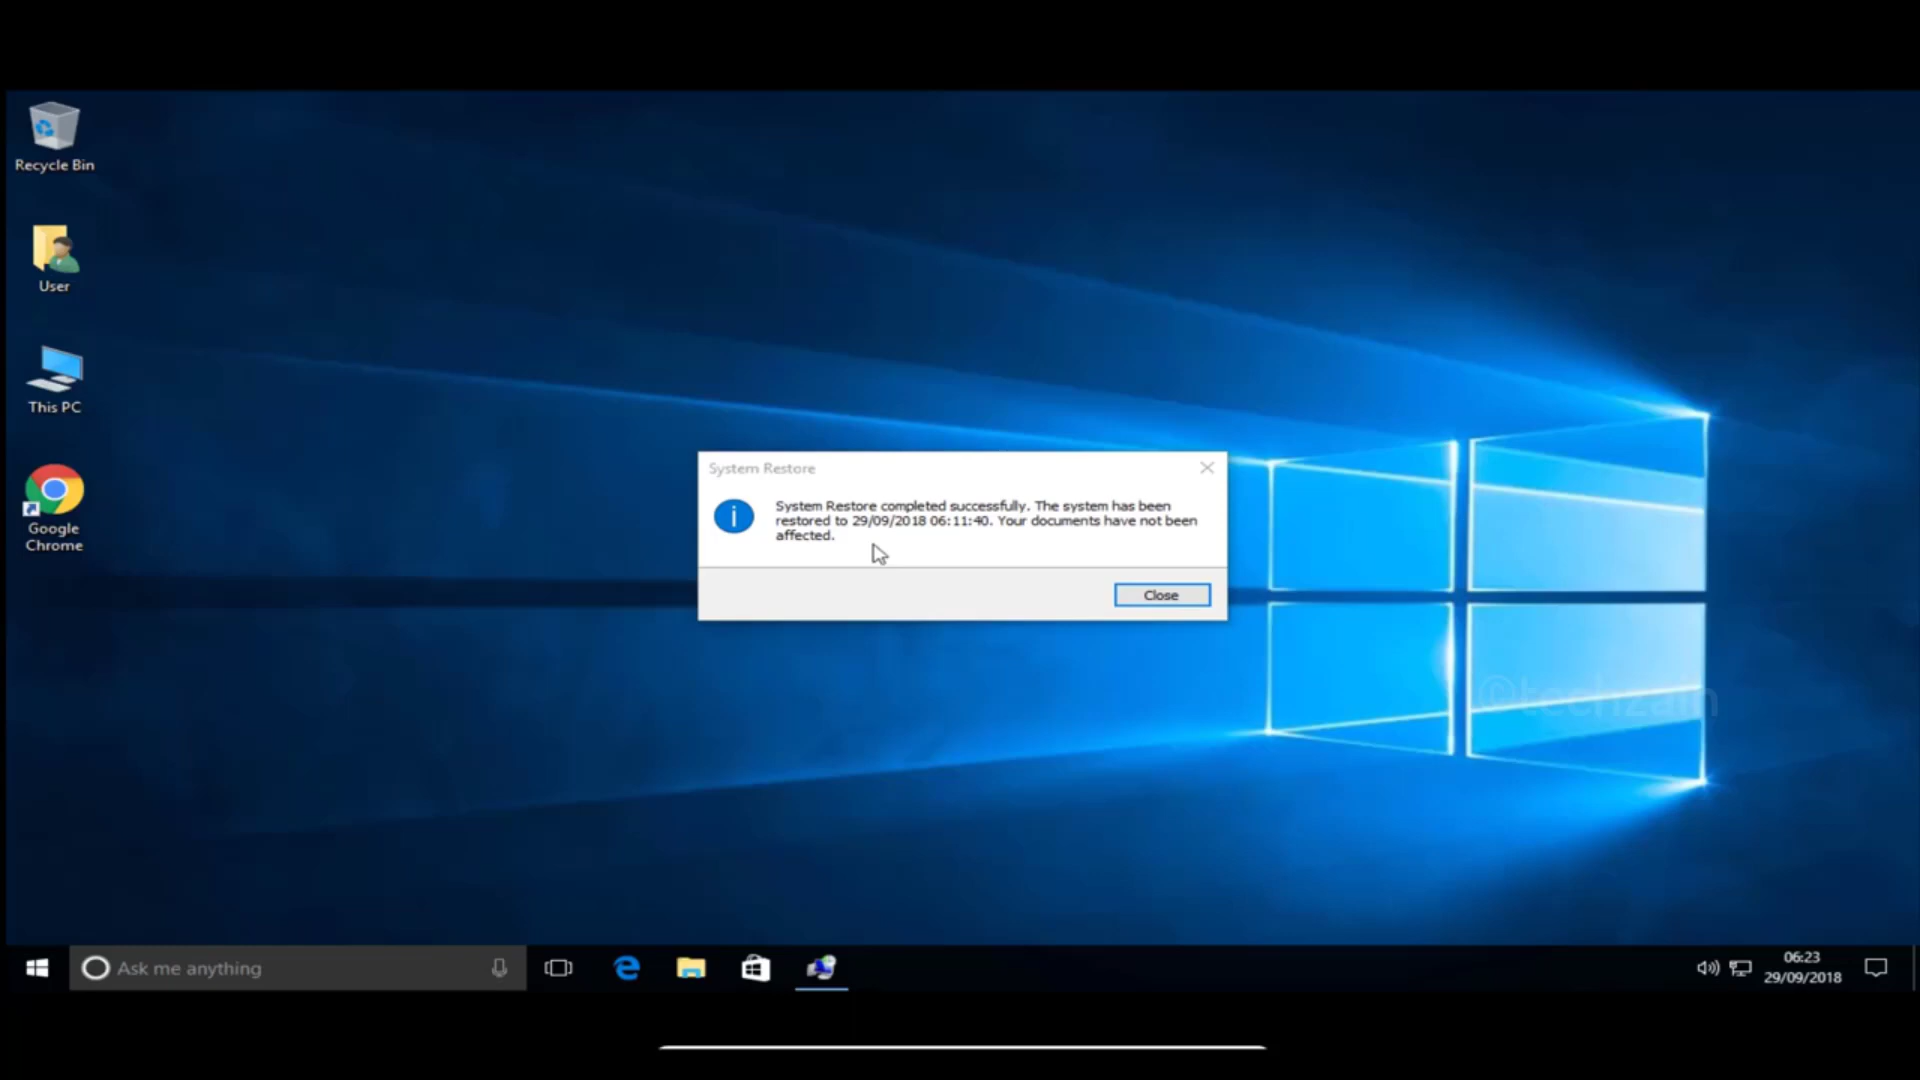 Recycle Bin
User
This PC
Google
Chrome
System Restore
System Restore completed successfully. The system has been
restored to 29/09/2018 06:11:40. Your documents have not been
affected.
Close
©techzain
Ask me anything
06:23
29/09/2018